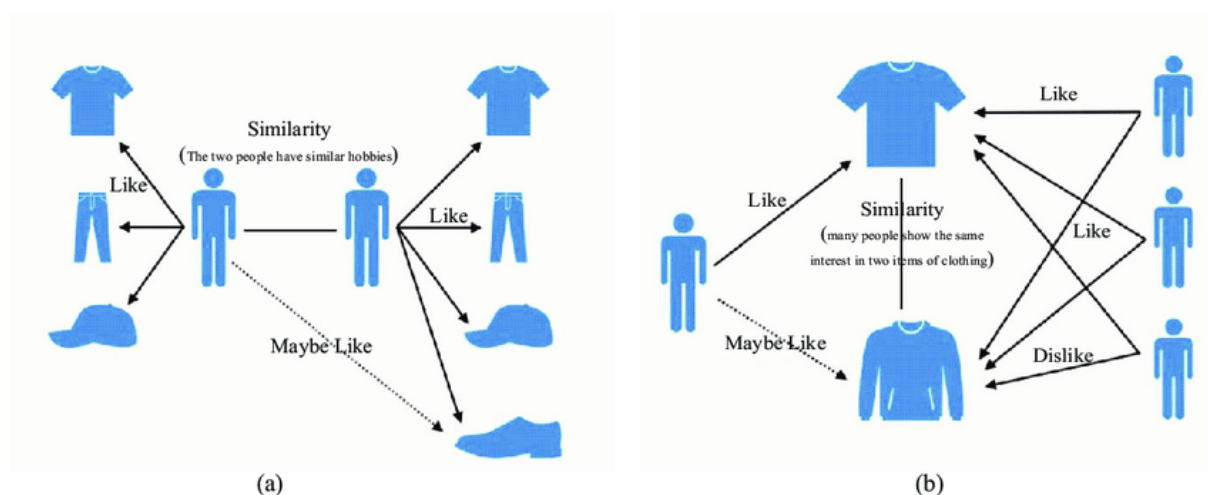 Similarity
(The two people have similar hobbies)
Like
Like
Maybe Like
(a)
Like
Like
Similarity
(many people show the same
interest in two items of clothing)
Like
Maybe Like
Dislike
(b)